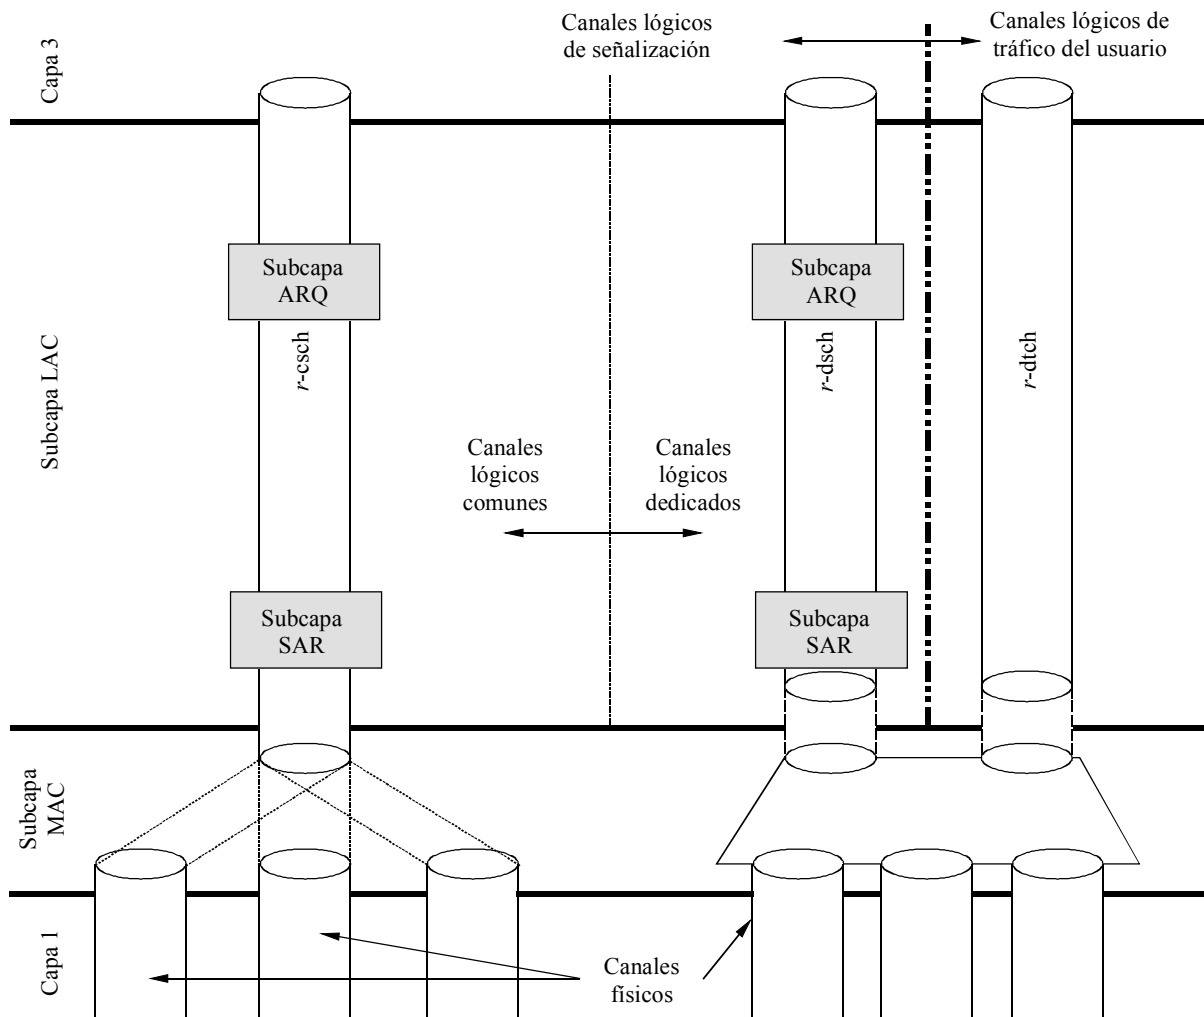 Capa 3
Canales lógicos
de señalización
Canales lógicos de
tráfico del usuario
Subcapa LAC
Subcapa
ARQ
r-csch
Subcapa
ARQ
r-dsch
r-dtch
Canales
lógicos
comunes
Canales
lógicos
dedicados
Subcapa
SAR
Subcapa
SAR
Subcapa
MAC
Capa 1
Canales
físicos